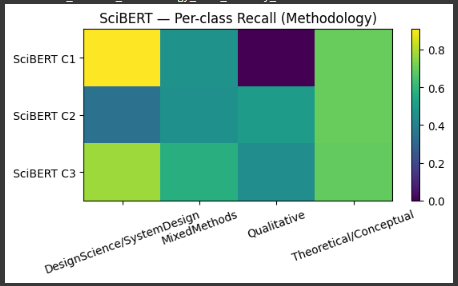 SciBERT — Per-class Recall (Methodology)
SciBERT C1
SciBERT C2
SciBERT C3
DesignScience/SystemDesign
MixedMethods
Qualitative
Theoretical/Conceptual
0.8
0.6
0.4
0.2
0.0